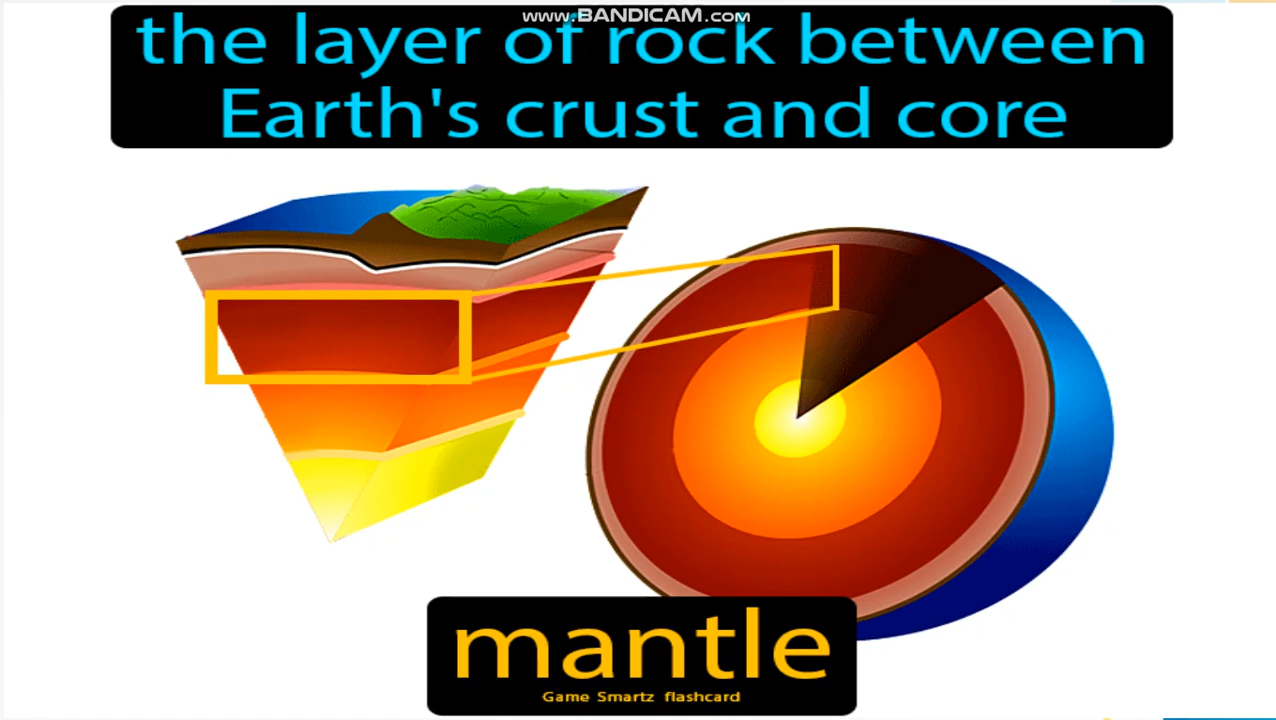 www.BANDICAM.com
the layer of rock between
Earth's crust and core
mantle
Game Smartz flashcard